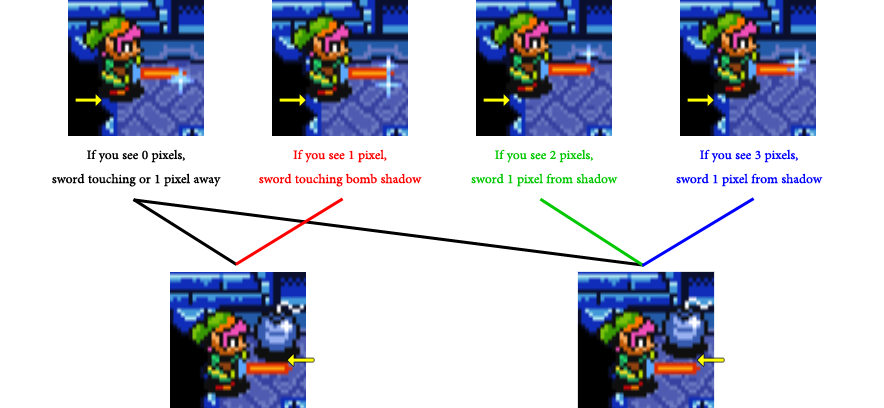 If you see 0 pixels,
sword touching or 1 pixel away
If you see 1 pixel,
sword touching bomb shadow
If you see 2 pixels,
sword 1 pixel from shadow
If you see 3 pixels,
sword 1 pixel from shadow